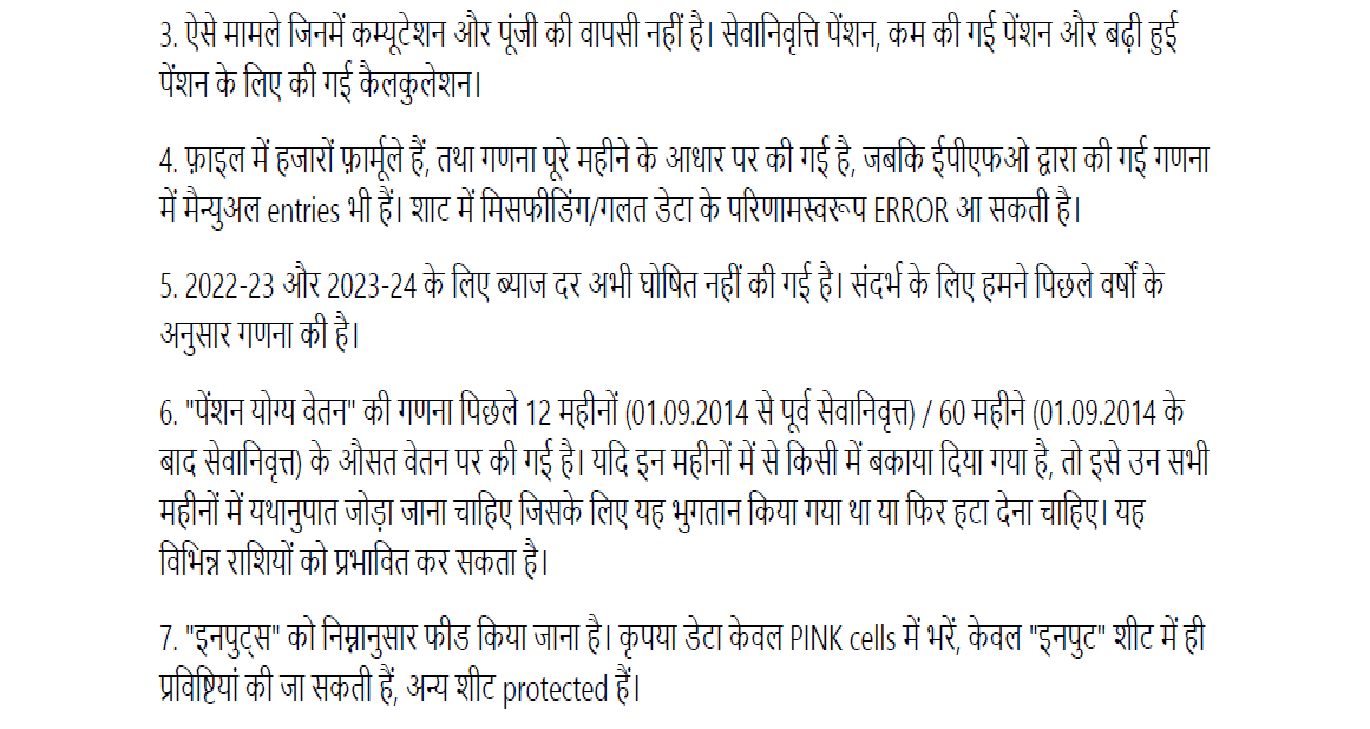 3. ऐसे मामले जिनमें कम्यूटेशन और पूंजी की वापसी नहीं है। सेवानिवृत्ति पेंशन, कम की गई पेंशन और बढ़ी हुई
पेंशन के लिए की गई कैलकुलेशन।
4. फ़ाइल में हजारों फ़ार्मूले हैं, तथा गणना पूरे महीने के आधार पर की गई है, जबकि ईपीएफओ द्वारा की गई गणना
में मैन्युअल entries भी हैं। शाट में मिसफीडिंग/गलत डेटा के परिणामस्वरूप ERROR आ सकती है।
5. 2022-23 और 2023-24 के लिए ब्याज दर अभी घोषित नहीं की गई है। संदर्भ के लिए हमने पिछले वर्षों के
अनुसार गणना की है।
6. "पेंशन योग्य वेतन" की गणना पिछले 12 महीनों (01.09.2014 से पूर्व सेवानिवृत्त) / 60 महीने (01.09.2014 के
बाद सेवानिवृत्त) के औसत वेतन पर की गई है। यदि इन महीनों में से किसी में बकाया दिया गया है, तो इसे उन सभी
महीनों में यथानुपात जोड़ा जाना चाहिए जिसके लिए यह भुगतान किया गया था या फिर हटा देना चाहिए। यह
विभिन्न राशियों को प्रभावित कर सकता है।
7. "इनपुट्स" को निम्नानुसार फीड किया जाना है। कृपया डेटा केवल PINK cells में भरें, केवल "इनपुट" शीट में ही
प्रविष्टियां की जा सकती हैं, अन्य शीट protected हैं।